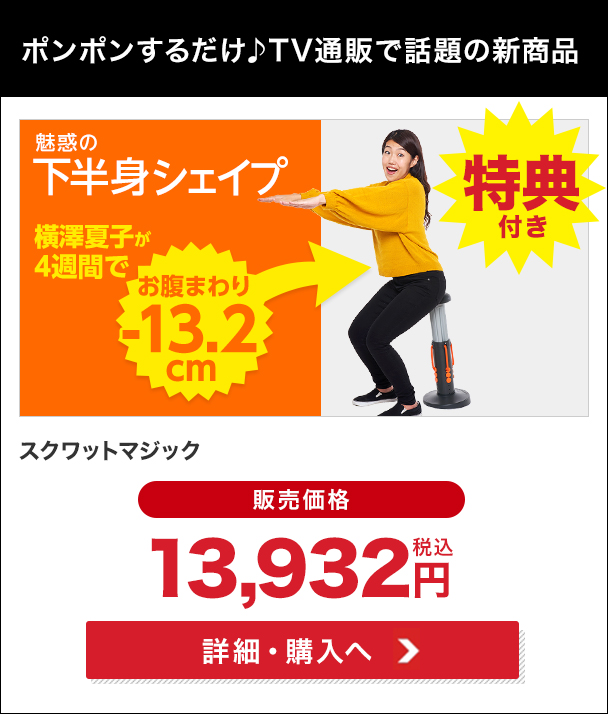 ポンポンするだけ♪TV通販で話題の新商品
魅惑の
下半身シェイプ
特典
付き
横澤夏子が
4週間で
お腹まわり
-13.2
cm
スクワットマジック
販売価格
13,932円税込
詳細・購入へ